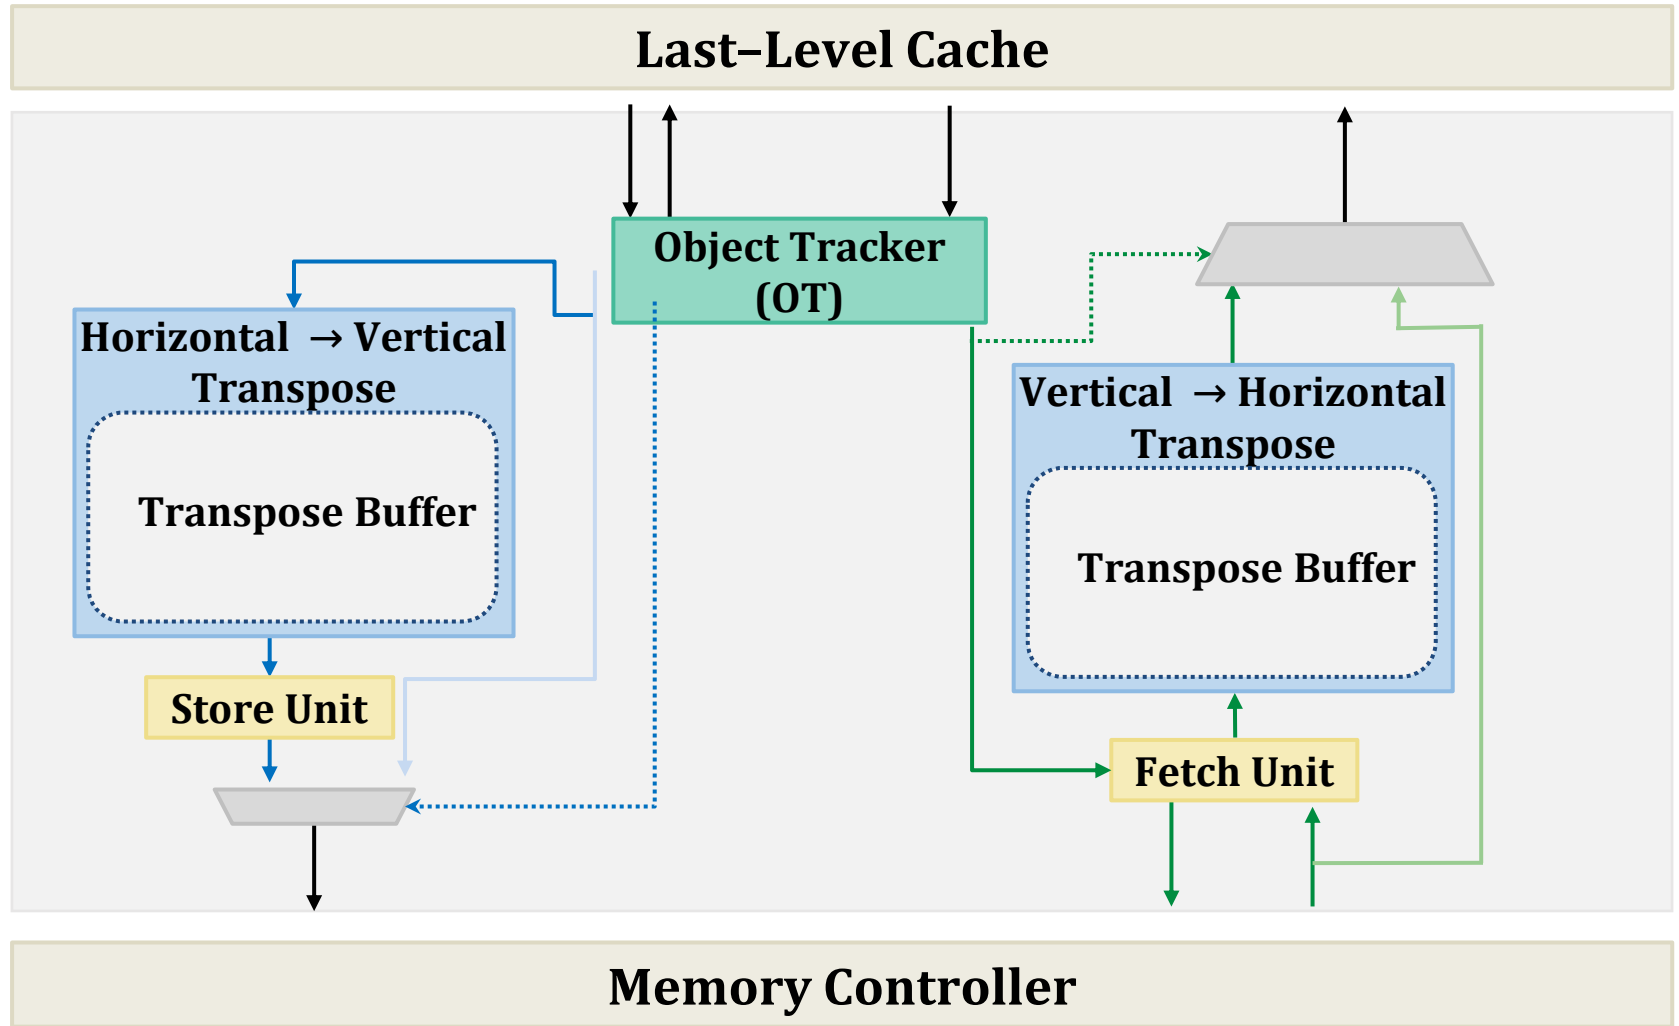 Last–Level Cache
Object Tracker
(OT)
Horizontal → Vertical
Transpose
Transpose Buffer
Store Unit
Vertical → Horizontal
Transpose
Transpose Buffer
Fetch Unit
Memory Controller